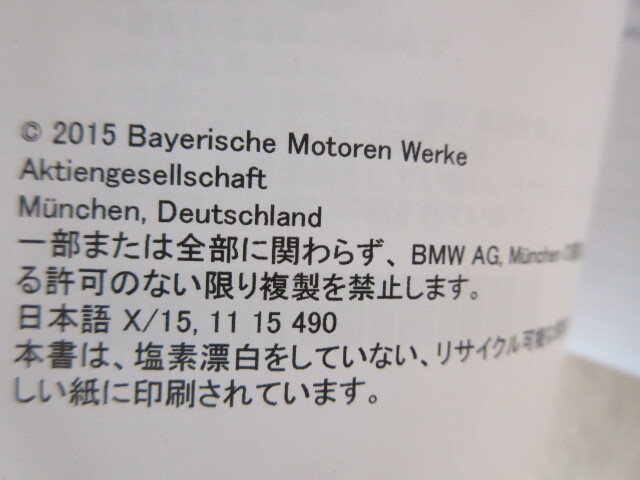 © 2015 Bayerische Motoren Werke
Aktiengesellschaft
München, Deutschland
一部または全部に関わらず、BMW AG, München
る許可のない限り複製を禁止します。
日本語 X/15, 11 15 490
本書は、塩素漂白をしていない、リサイクル可能
しい紙に印刷されています。